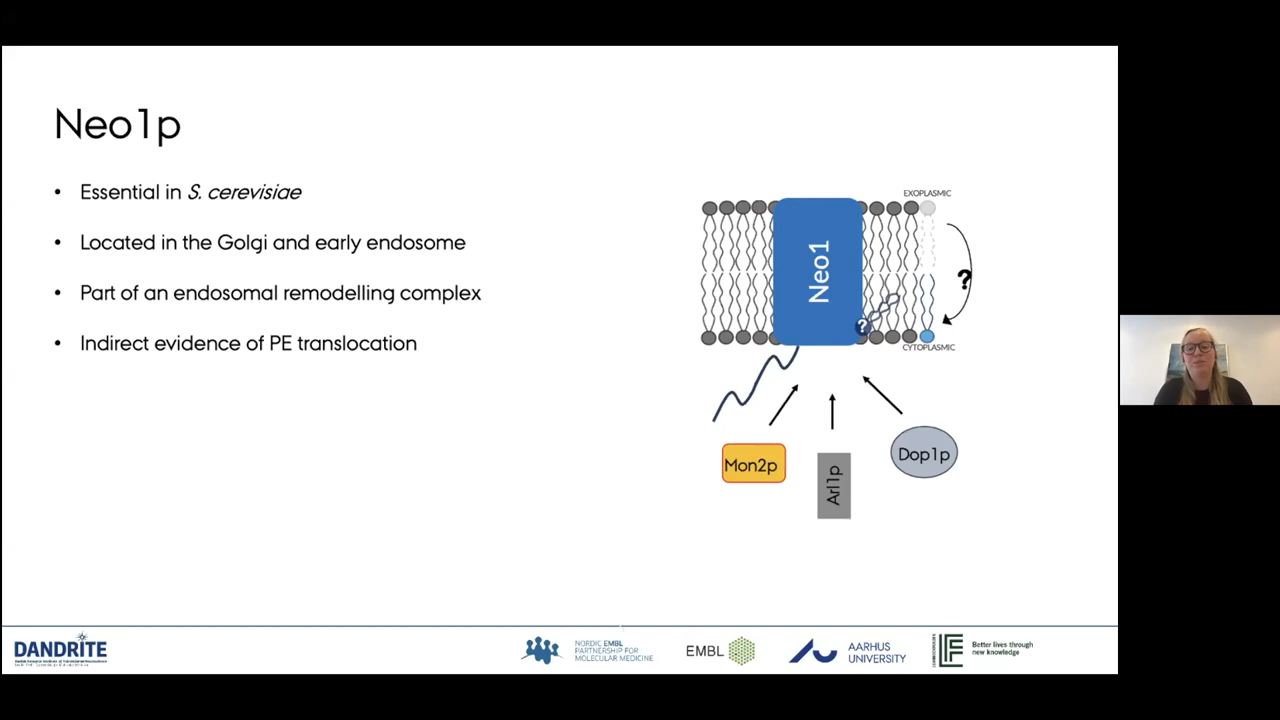 Neo1p
• Essential in S. cerevisiae
• Located in the Golgi and early endosome
• Part of an endosomal remodelling complex
• Indirect evidence of PE translocation
EXOPLASMIC
Neo1
?
?
CYTOPLASMIC
Mon2p
Arl1p
Dop1p
DANDRITE
NORDIC EMBL
PARTNERSHIP FOR
MOLECULAR MEDICINE
EMBL
AARHUS
UNIVERSITY
Better lives through
new knowledge